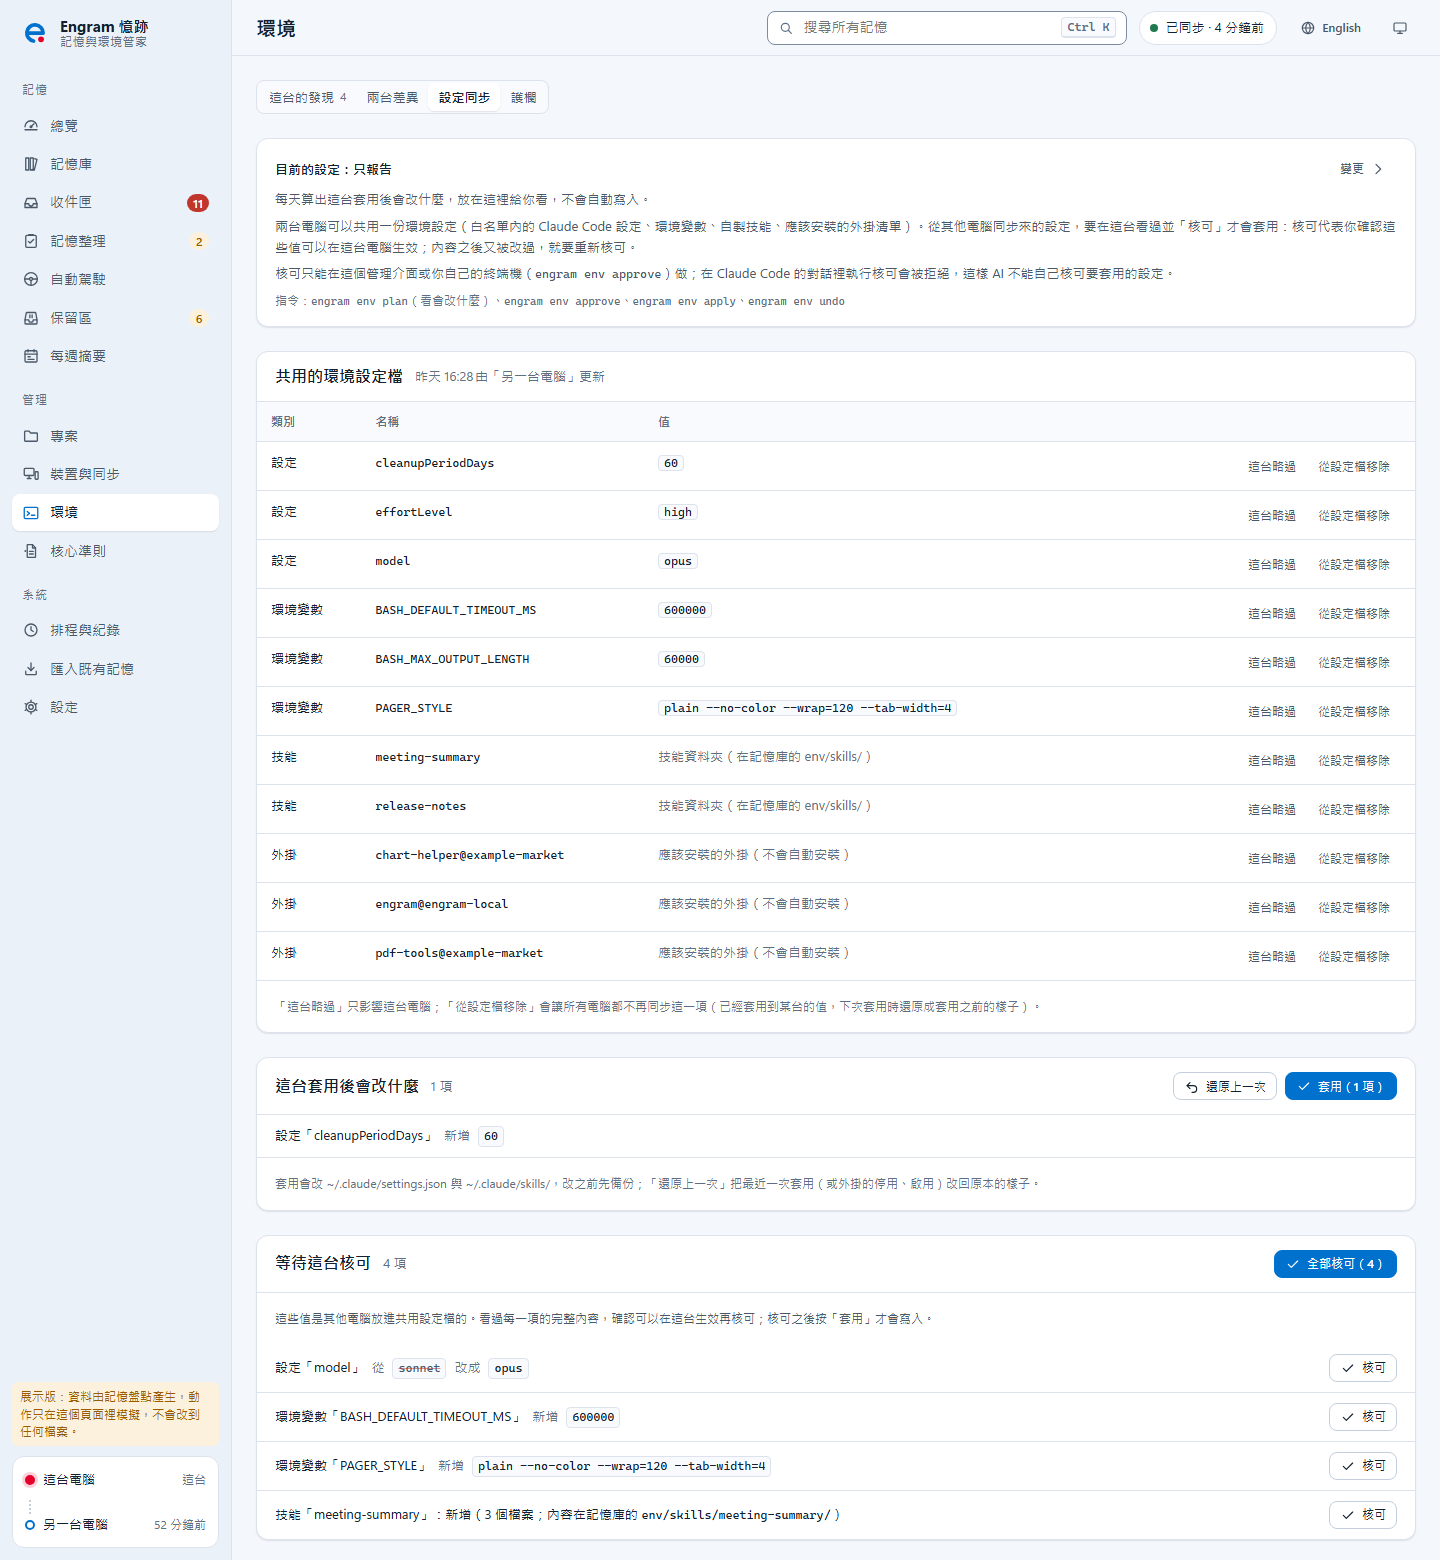 Engram 憶跡
記憶與環境管家
記憶
總覽
記憶庫
收件匣 11
記憶整理 2
自動駕駛
保留區 6
每週摘要
管理
專案
裝置與同步
環境
核心準則
系統
排程與紀錄
匯入既有記憶
設定
展示版：資料由記憶盤點產生，動
作只在這個頁面裡模擬，不會改到
任何檔案。
這台電腦 這台
另一台電腦 52 分鐘前
環境
搜尋所有記憶 Ctrl K
已同步 · 4 分鐘前
English
這台的發現 4 兩台差異 設定同步 護欄
目前的設定：只報告 變更
每天算出這台套用後會改什麼，放在這裡給你看，不會自動寫入。
兩台電腦可以共用一份環境設定（白名單內的 Claude Code 設定、環境變數、自製技能、應該安裝的外掛清單）。從其他電腦同步來的設定，要在這台看過並「核可」才會套用：核可代表你確認這
些值可以在這台電腦生效；內容之後又被改過，就要重新核可。
核可只能在這個管理介面或你自己的終端機（engram env approve）做；在 Claude Code 的對話裡執行核可會被拒絕，這樣 AI 不能自己核可要套用的設定。
指令：engram env plan（看會改什麼）、engram env approve、engram env apply、engram env undo
共用的環境設定檔 昨天 16:28 由「另一台電腦」更新
類別 名稱 值
設定 cleanupPeriodDays 60 這台略過 從設定檔移除
設定 effortLevel high 這台略過 從設定檔移除
設定 model opus 這台略過 從設定檔移除
環境變數 BASH_DEFAULT_TIMEOUT_MS 600000 這台略過 從設定檔移除
環境變數 BASH_MAX_OUTPUT_LENGTH 60000 這台略過 從設定檔移除
環境變數 PAGER_STYLE plain --no-color --wrap=120 --tab-width=4 這台略過 從設定檔移除
技能 meeting-summary 技能資料夾（在記憶庫的 env/skills/） 這台略過 從設定檔移除
技能 release-notes 技能資料夾（在記憶庫的 env/skills/） 這台略過 從設定檔移除
外掛 chart-helper@example-market 應該安裝的外掛（不會自動安裝） 這台略過 從設定檔移除
外掛 engram@engram-local 應該安裝的外掛（不會自動安裝） 這台略過 從設定檔移除
外掛 pdf-tools@example-market 應該安裝的外掛（不會自動安裝） 這台略過 從設定檔移除
「這台略過」只影響這台電腦；「從設定檔移除」會讓所有電腦都不再同步這一項（已經套用到某台的值，下次套用時還原成套用之前的樣子）。
這台套用後會改什麼 1 項 還原上一次 套用（1 項）
設定「cleanupPeriodDays」 新增 60
套用會改 ~/.claude/settings.json 與 ~/.claude/skills/，改之前先備份；「還原上一次」把最近一次套用（或外掛的停用、啟用）改回原本的樣子。
等待這台核可 4 項 全部核可（4）
這些值是其他電腦放進共用設定檔的。看過每一項的完整內容，確認可以在這台生效再核可；核可之後按「套用」才會寫入。
設定「model」 從 sonnet 改成 opus 核可
環境變數「BASH_DEFAULT_TIMEOUT_MS」 新增 600000 核可
環境變數「PAGER_STYLE」 新增 plain --no-color --wrap=120 --tab-width=4 核可
技能「meeting-summary」：新增（3 個檔案；內容在記憶庫的 env/skills/meeting-summary/） 核可